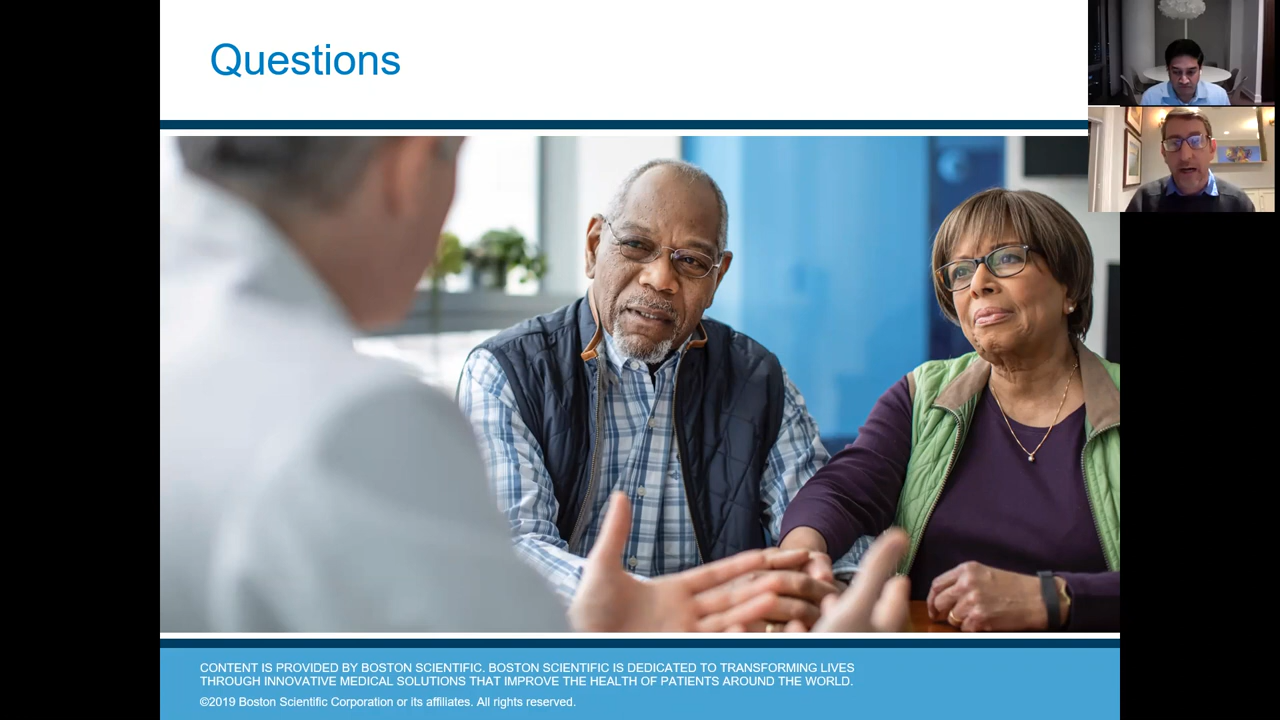 Questions
CONTENT IS PROVIDED BY BOSTON SCIENTIFIC. BOSTON SCIENTIFIC IS DEDICATED TO TRANSFORMING LIVES
THROUGH INNOVATIVE MEDICAL SOLUTIONS THAT IMPROVE THE HEALTH OF PATIENTS AROUND THE WORLD.
©2019 Boston Scientific Corporation or its affiliates. All rights reserved.